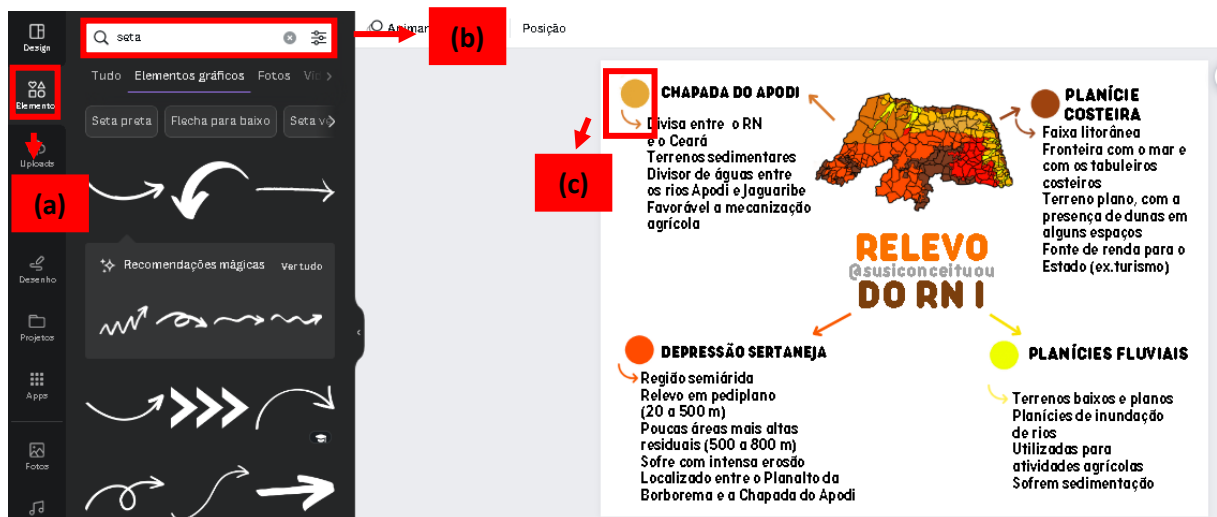 Design
Elemento
Uploads
(a)
Desenho
Projetos
Apps
Fotos
seta
Tudo Elementos gráficos Fotos
Seta preta Flecha para baixo
Recomendações mágicas Ver tudo
(b)
Posição
(c)
CHAPADA DO APODI
Divisa entre o RN
e o Ceará
Terrenos sedimentares
Divisor de águas entre
os rios Apodi e Jaguaribe
Favorável a mecanização
agrícola
PLANÍCIE
COSTEIRA
Faixa litorânea
Fronteira com o mar e
com os tabuleiros
costeiros
Terreno plano, com a
presença de dunas em
alguns espaços
Fonte de renda para o
Estado (ex.turismo)
RELEVO
@susiconceituou
DO RN I
DEPRESSÃO SERTANEJA
Região semiárida
Relevo em pediplano
(20 a 500 m)
Poucas áreas mais altas
residuais (500 a 800 m)
Sofre com intensa erosão
Localizado entre o Planalto da
Borborema e a Chapada do Apodi
PLANÍCIES FLUVIAIS
Terrenos baixos e planos
Planícies de inundação
de rios
Utilizadas para
atividades agrícolas
Sofrem sedimentação